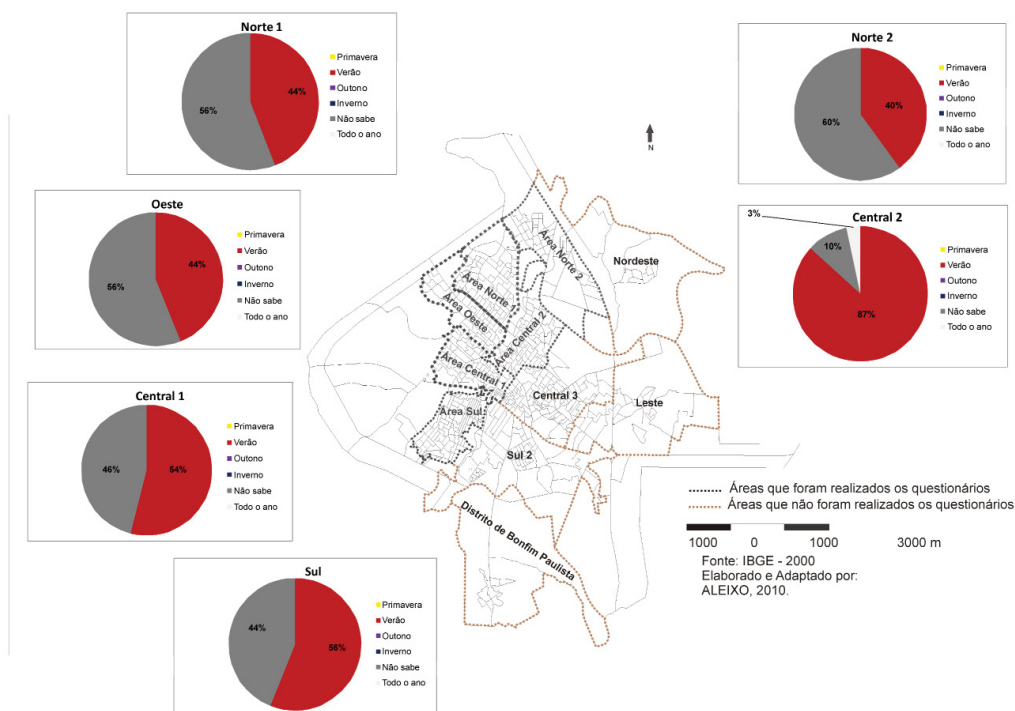 Norte 1
Primavera
Verão
Outono
Inverno
Não sabe
Todo o ano
44%
56%
Norte 2
Primavera
Verão
Outono
Inverno
Não sabe
Todo o ano
40%
60%
Oeste
Primavera
Verão
Outono
Inverno
Não sabe
Todo o ano
44%
56%
Central 2
Primavera
Verão
Outono
Inverno
Não sabe
Todo o ano
3%
10%
87%
Central 1
Primavera
Verão
Outono
Inverno
Não sabe
Todo o ano
46%
54%
Sul
Primavera
Verão
Outono
Inverno
Não sabe
Todo o ano
44%
56%
N
Área Norte 2
Nordeste
Área Norte 1
Área Oeste
Área Central 2
Área Central 1
Central 3
Leste
Área Sul
Sul 2
Distrito de Bonfim Paulista
Áreas que foram realizados os questionários
Áreas que não foram realizados os questionários
1000 0 1000 3000 m
Fonte: IBGE - 2000
Elaborado e Adaptado por:
ALEIXO, 2010.